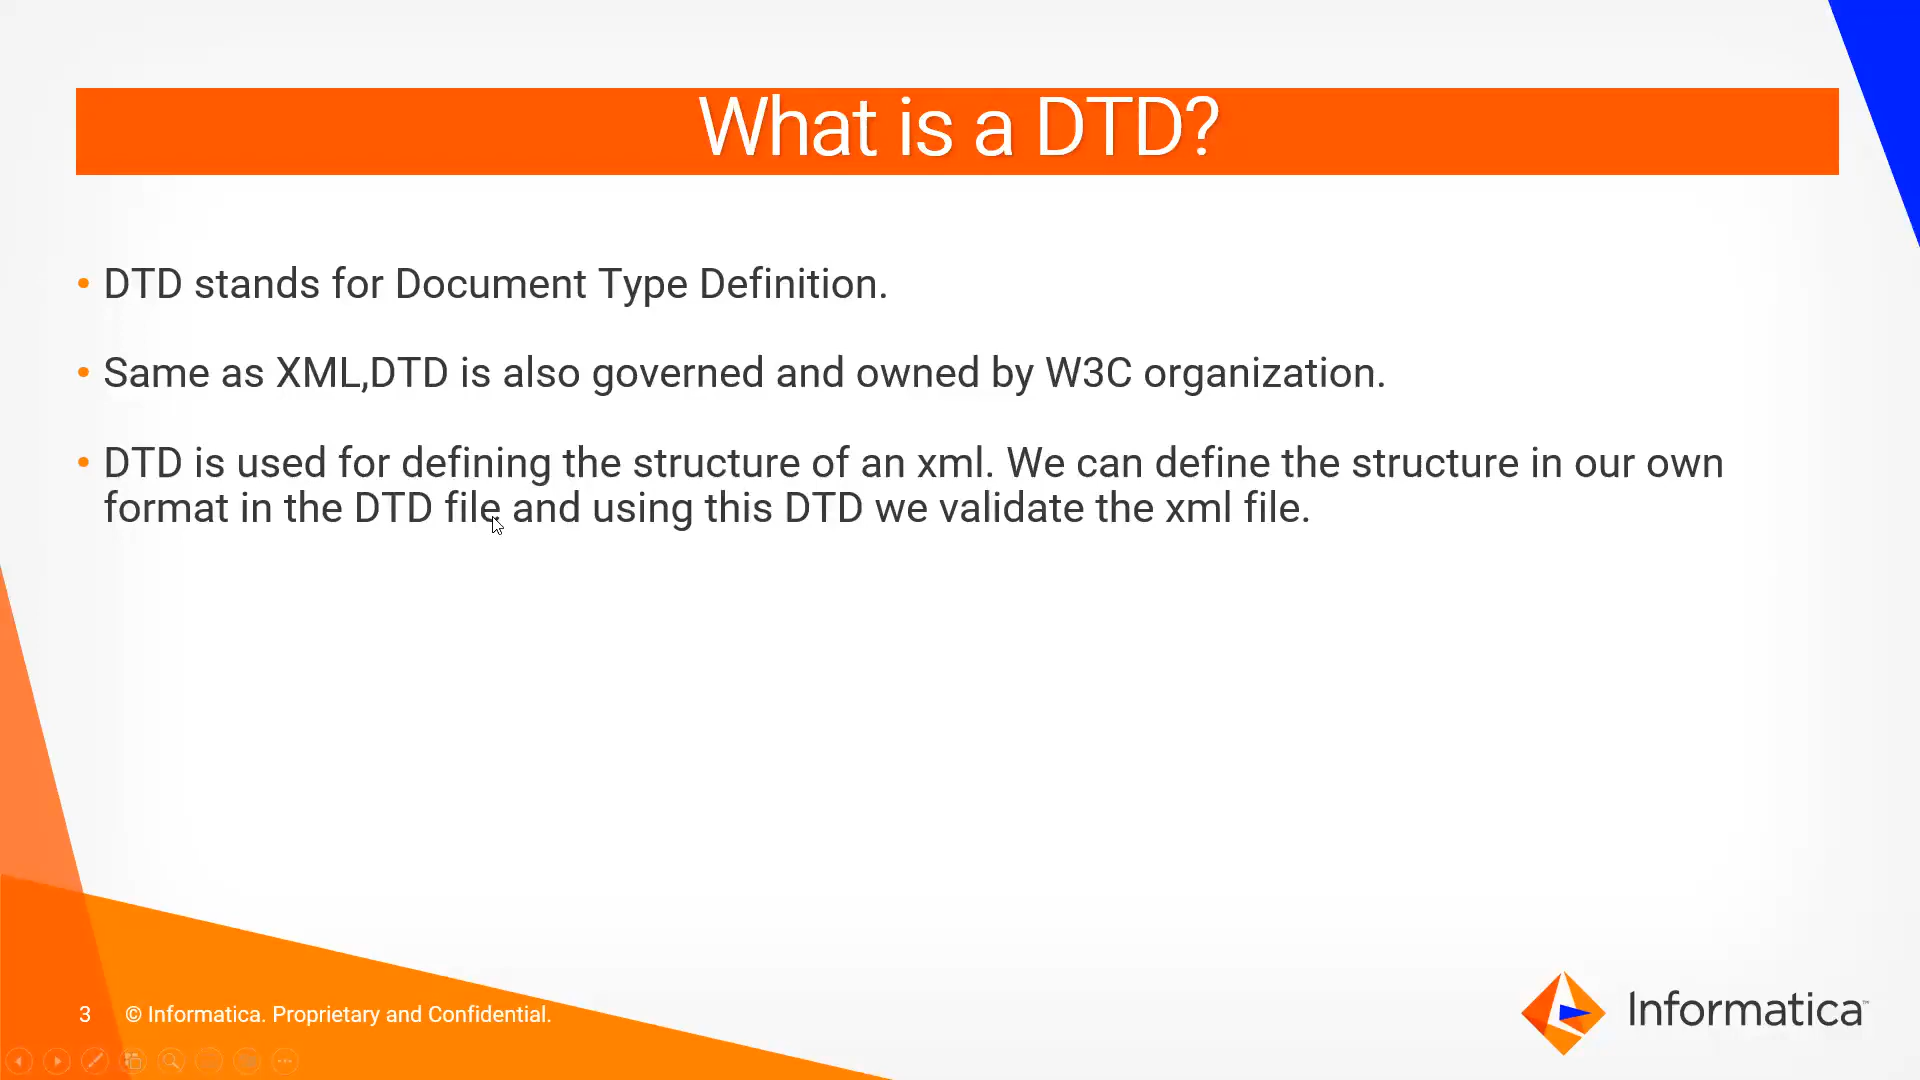 What is a DTD?
• DTD stands for Document Type Definition.
• Same as XML,DTD is also governed and owned by W3C organization.
• DTD is used for defining the structure of an xml. We can define the structure in our own
format in the DTD file and using this DTD we validate the xml file.
3 © Informatica. Proprietary and Confidential.
Informatica™